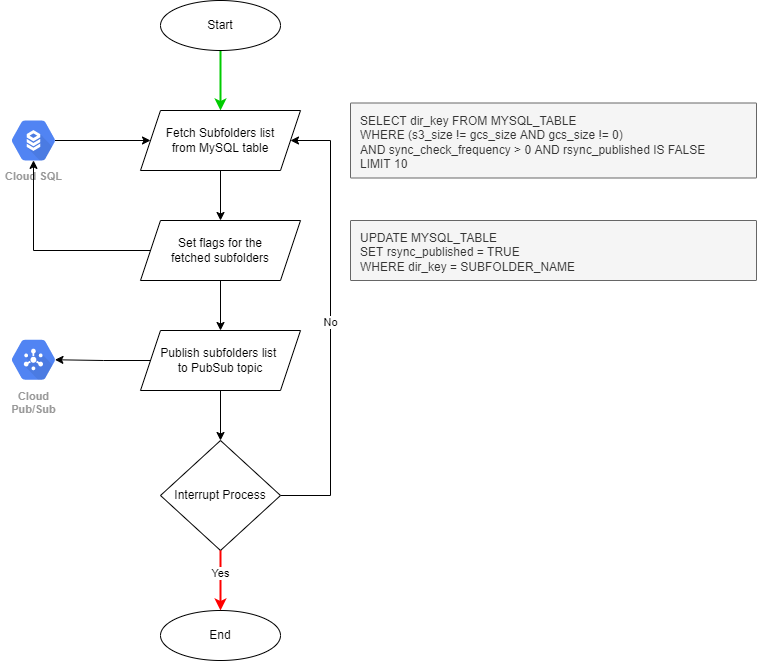 Start
Fetch Subfolders list
from MySQL table
SELECT dir_key FROM MYSQL_TABLE
WHERE (s3_size != gcs_size AND gcs_size != 0)
AND sync_check_frequency > 0 AND rsync_published IS FALSE
LIMIT 10
Cloud SQL
Set flags for the
fetched subfolders
UPDATE MYSQL_TABLE
SET rsync_published = TRUE
WHERE dir_key = SUBFOLDER_NAME
No
Publish subfolders list
to PubSub topic
Cloud
Pub/Sub
Interrupt Process
Yes
End